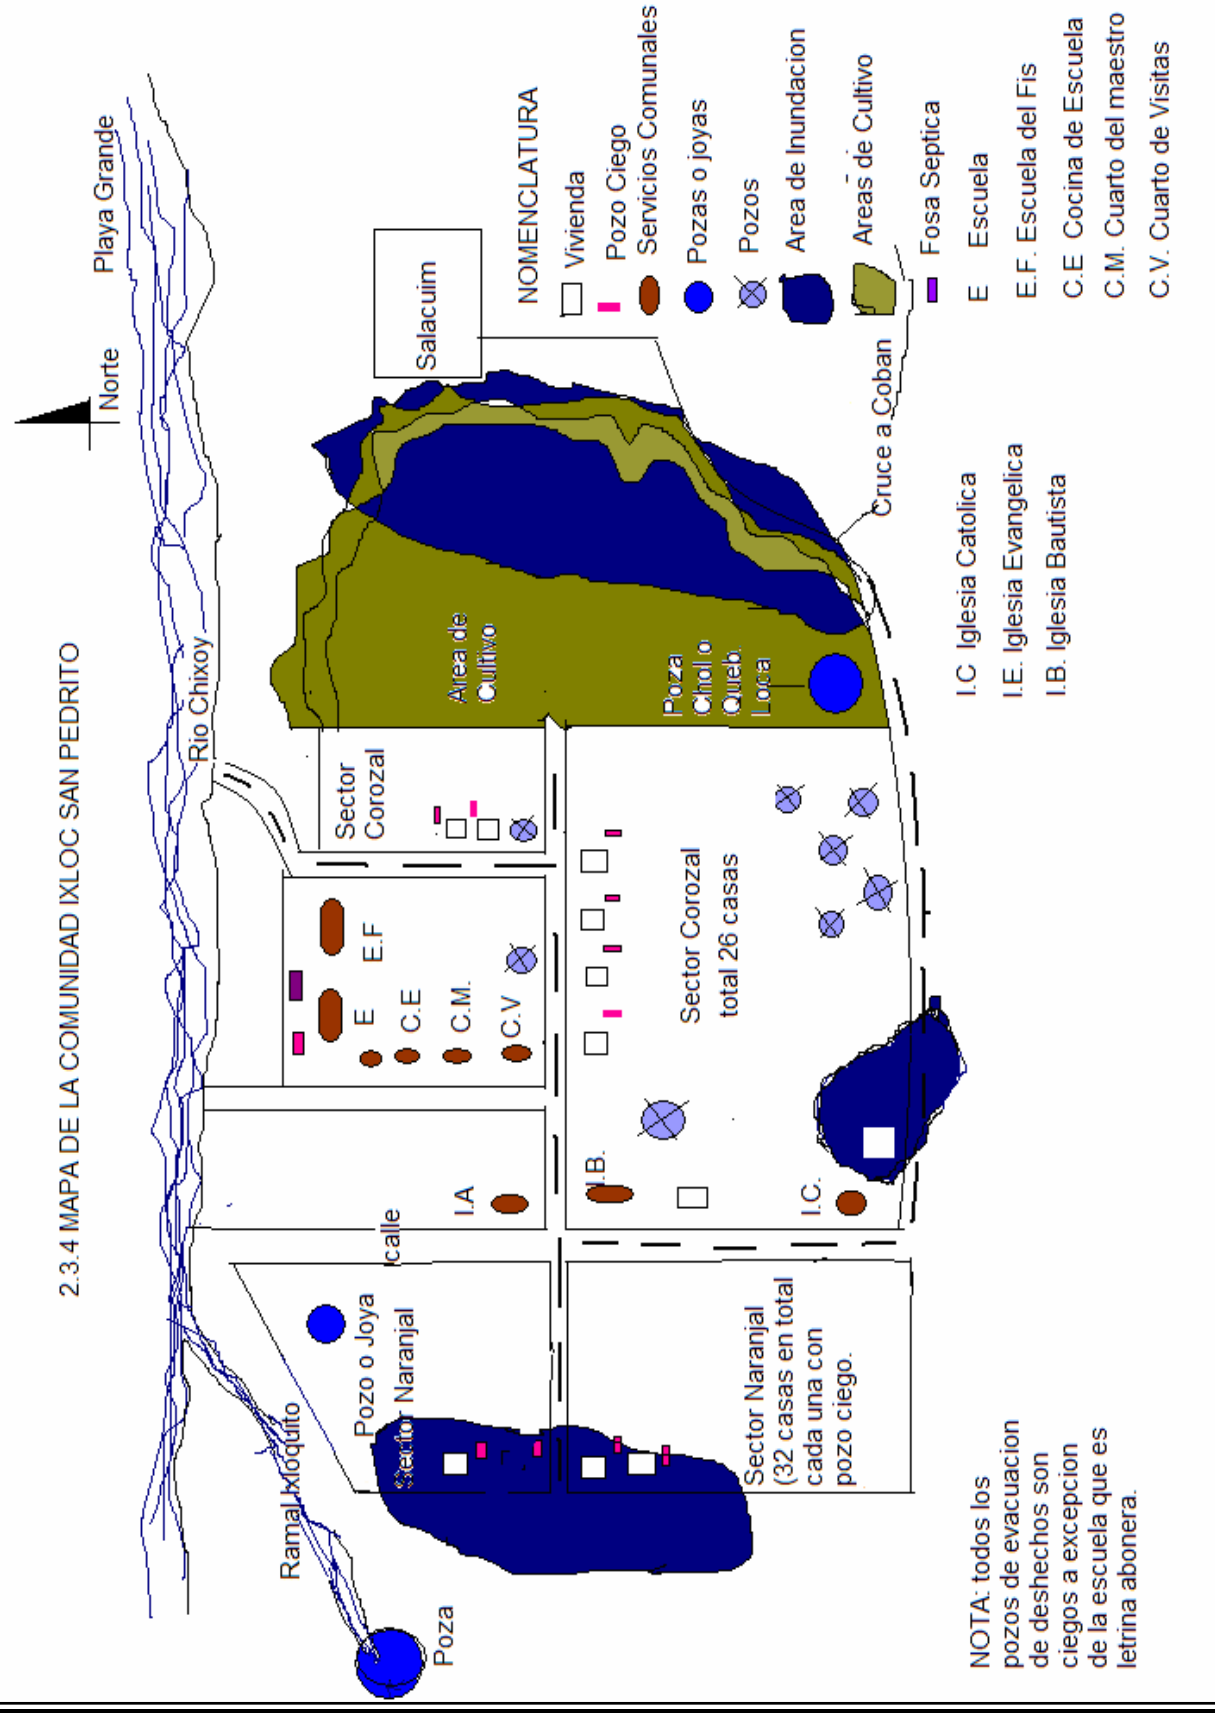 2.3.4 MAPA DE LA COMUNIDAD IXLOC SAN PEDRITO
Playa Grande
Norte
Rio Chixoy
Ramal Ixloquito
Poza
Pozo o Joya
Sector Naranjal
calle
I.A
E
E.F
C.E
C.M.
C.V
Sector
Corozal
Area de
Cultivo
Salacuim
Poza
Chol o
Queb.
Loca
Cruce a Coban
I.B.
I.C.
Sector Corozal
total 26 casas
Sector Naranjal
(32 casas en total
cada una con
pozo ciego.
NOMENCLATURA
Vivienda
Pozo Ciego
Servicios Comunales
Pozas o joyas
Pozos
Area de Inundacion
Areas de Cultivo
Fosa Septica
E Escuela
E.F. Escuela del Fis
C.E Cocina de Escuela
C.M. Cuarto del maestro
C.V. Cuarto de Visitas
I.C Iglesia Catolica
I.E. Iglesia Evangelica
I.B. Iglesia Bautista
NOTA: todos los
pozos de evacuacion
de deshechos son
ciegos a excepcion
de la escuela que es
letrina abonera.